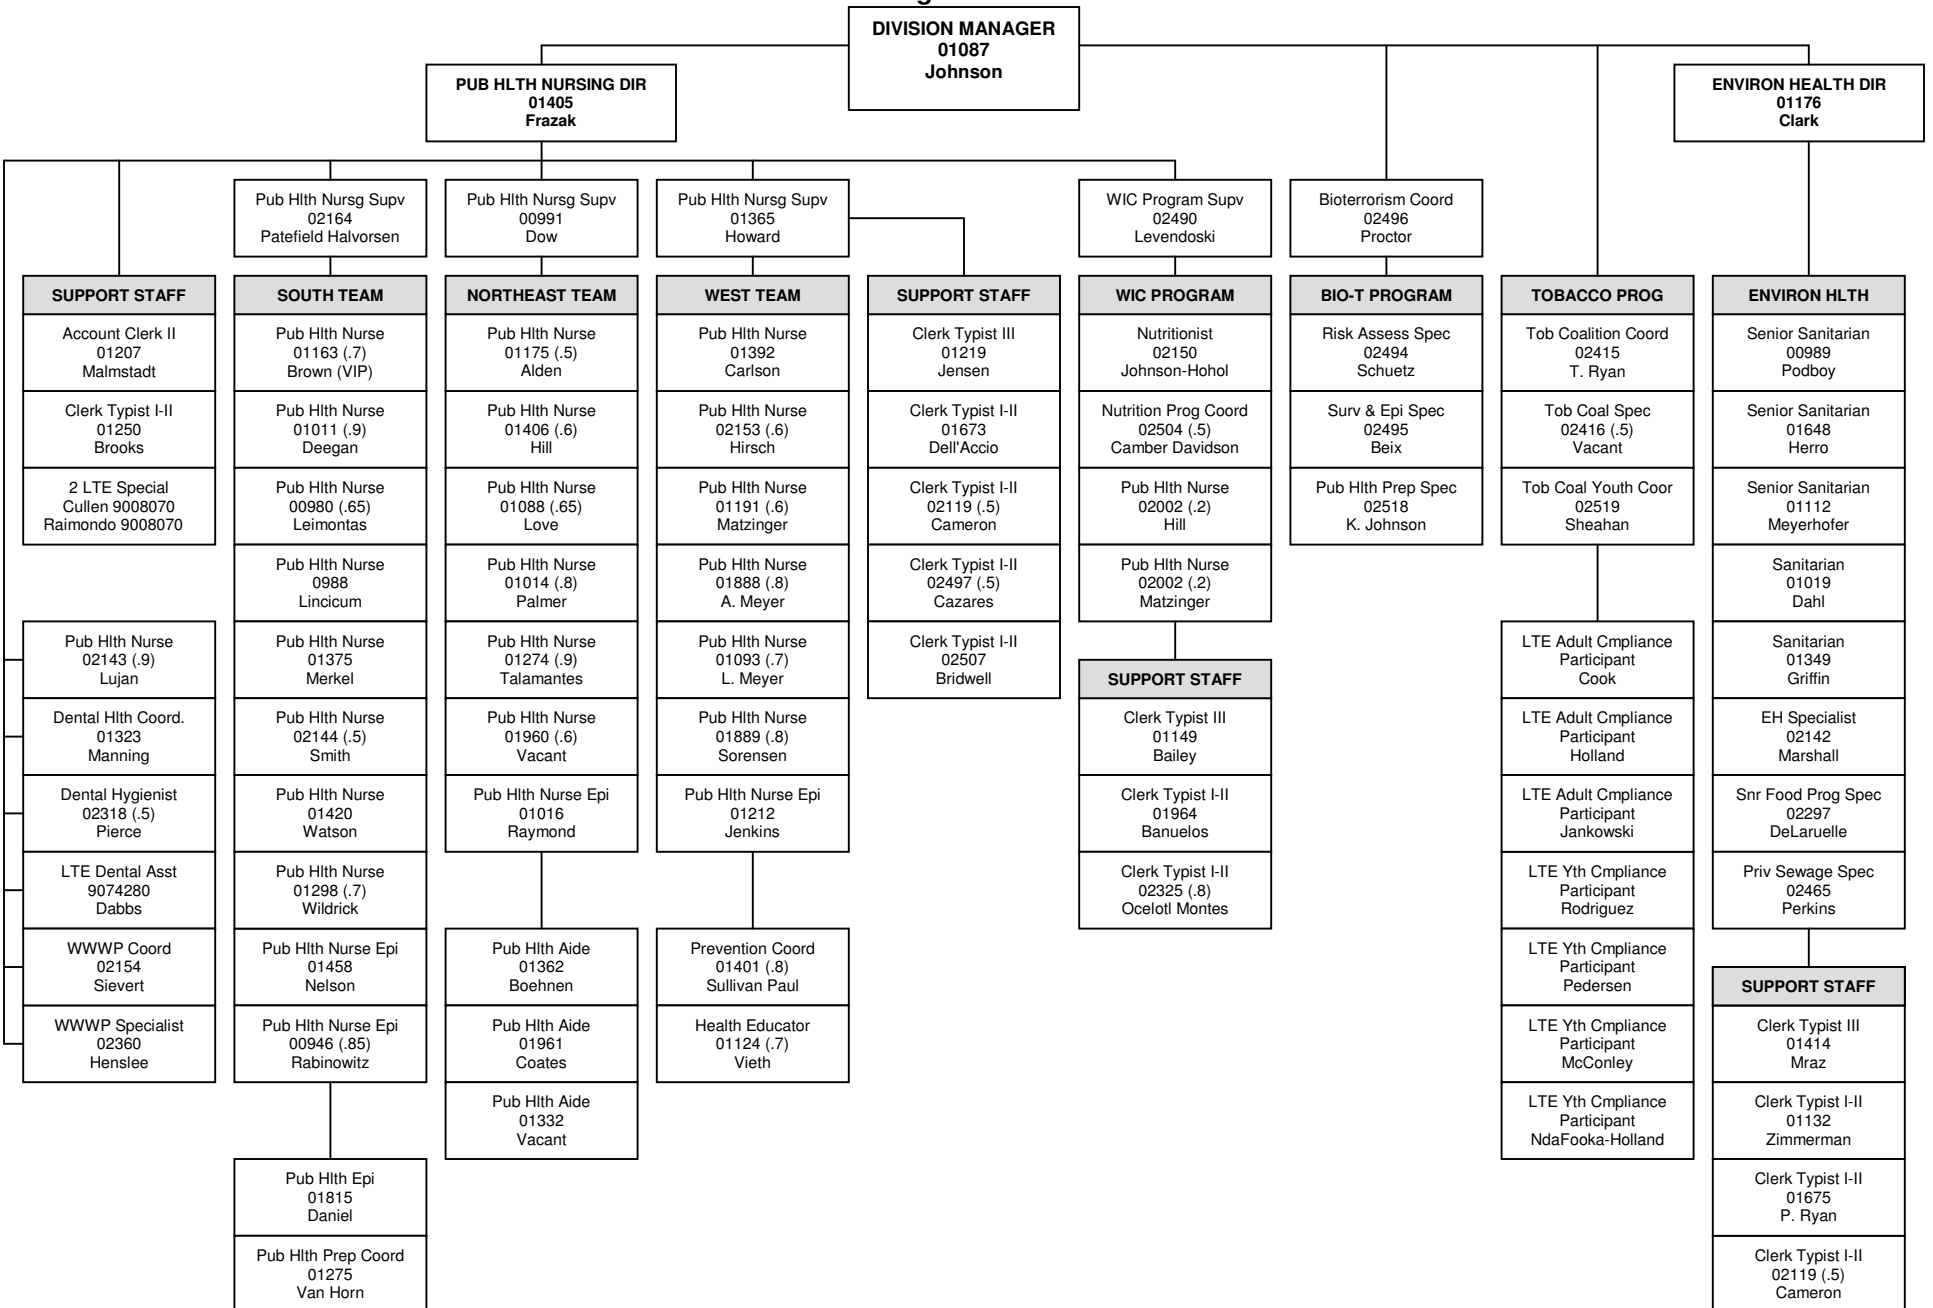 DIVISION MANAGER
01087
Johnson
PUB HLTH NURSING DIR
01405
Frazak
ENVIRON HEALTH DIR
01176
Clark
Pub Hlth Nursg Supv
02164
Patefield Halvorsen
Pub Hlth Nursg Supv
00991
Dow
Pub Hlth Nursg Supv
01365
Howard
WIC Program Supv
02490
Levendoski
Bioterrorism Coord
02496
Proctor
SUPPORT STAFF
Account Clerk II
01207
Malmstadt
Clerk Typist I-II
01250
Brooks
2 LTE Special
Cullen 9008070
Raimondo 9008070
Pub Hlth Nurse
02143 (.9)
Lujan
Dental Hlth Coord.
01323
Manning
Dental Hygienist
02318 (.5)
Pierce
LTE Dental Asst
9074280
Dabbs
WWWP Coord
02154
Sievert
WWWP Specialist
02360
Henslee
SOUTH TEAM
Pub Hlth Nurse
01163 (.7)
Brown (VIP)
Pub Hlth Nurse
01011 (.9)
Deegan
Pub Hlth Nurse
00980 (.65)
Leimontas
Pub Hlth Nurse
0988
Lincicum
Pub Hlth Nurse
01375
Merkel
Pub Hlth Nurse
02144 (.5)
Smith
Pub Hlth Nurse
01420
Watson
Pub Hlth Nurse
01298 (.7)
Wildrick
Pub Hlth Nurse Epi
01458
Nelson
Pub Hlth Nurse Epi
00946 (.85)
Rabinowitz
Pub Hlth Epi
01815
Daniel
Pub Hlth Prep Coord
01275
Van Horn
NORTHEAST TEAM
Pub Hlth Nurse
01175 (.5)
Alden
Pub Hlth Nurse
01406 (.6)
Hill
Pub Hlth Nurse
01088 (.65)
Love
Pub Hlth Nurse
01014 (.8)
Palmer
Pub Hlth Nurse
01274 (.9)
Talamantes
Pub Hlth Nurse
01960 (.6)
Vacant
Pub Hlth Nurse Epi
01016
Raymond
Pub Hlth Aide
01362
Boehnen
Pub Hlth Aide
01961
Coates
Pub Hlth Aide
01332
Vacant
WEST TEAM
Pub Hlth Nurse
01392
Carlson
Pub Hlth Nurse
02153 (.6)
Hirsch
Pub Hlth Nurse
01191 (.6)
Matzinger
Pub Hlth Nurse
01888 (.8)
A. Meyer
Pub Hlth Nurse
01093 (.7)
L. Meyer
Pub Hlth Nurse
01889 (.8)
Sorensen
Pub Hlth Nurse Epi
01212
Jenkins
Prevention Coord
01401 (.8)
Sullivan Paul
Health Educator
01124 (.7)
Vieth
SUPPORT STAFF
Clerk Typist III
01219
Jensen
Clerk Typist I-II
01673
Dell'Accio
Clerk Typist I-II
02119 (.5)
Cameron
Clerk Typist I-II
02497 (.5)
Cazares
Clerk Typist I-II
02507
Bridwell
WIC PROGRAM
Nutritionist
02150
Johnson-Hohol
Nutrition Prog Coord
02504 (.5)
Camber Davidson
Pub Hlth Nurse
02002 (.2)
Hill
Pub Hlth Nurse
02002 (.2)
Matzinger
SUPPORT STAFF
Clerk Typist III
01149
Bailey
Clerk Typist I-II
01964
Banuelos
Clerk Typist I-II
02325 (.8)
Ocelotl Montes
BIO-T PROGRAM
Risk Assess Spec
02494
Schuetz
Surv & Epi Spec
02495
Beix
Pub Hlth Prep Spec
02518
K. Johnson
TOBACCO PROG
Tob Coalition Coord
02415
T. Ryan
Tob Coal Spec
02416 (.5)
Vacant
Tob Coal Youth Coor
02519
Sheahan
LTE Adult Cmpliance
Participant
Cook
LTE Adult Cmpliance
Participant
Holland
LTE Adult Cmpliance
Participant
Jankowski
LTE Yth Cmpliance
Participant
Rodriguez
LTE Yth Cmpliance
Participant
Pedersen
LTE Yth Cmpliance
Participant
McConley
LTE Yth Cmpliance
Participant
NdaFooka-Holland
ENVIRON HLTH
Senior Sanitarian
00989
Podboy
Senior Sanitarian
01648
Herro
Senior Sanitarian
01112
Meyerhofer
Sanitarian
01019
Dahl
Sanitarian
01349
Griffin
EH Specialist
02142
Marshall
Snr Food Prog Spec
02297
DeLaruelle
Priv Sewage Spec
02465
Perkins
SUPPORT STAFF
Clerk Typist III
01414
Mraz
Clerk Typist I-II
01132
Zimmerman
Clerk Typist I-II
01675
P. Ryan
Clerk Typist I-II
02119 (.5)
Cameron